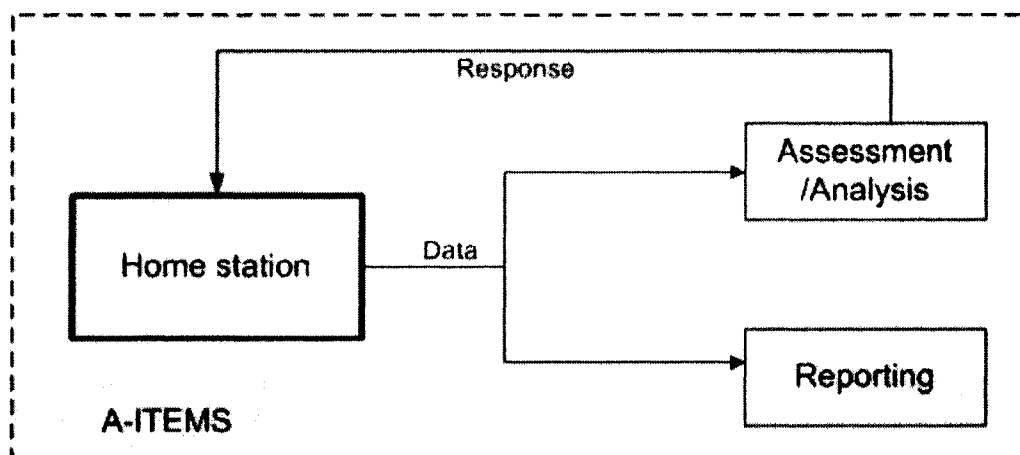 Response
Assessment
/Analysis
Home station
Data
Reporting
A-ITEMS